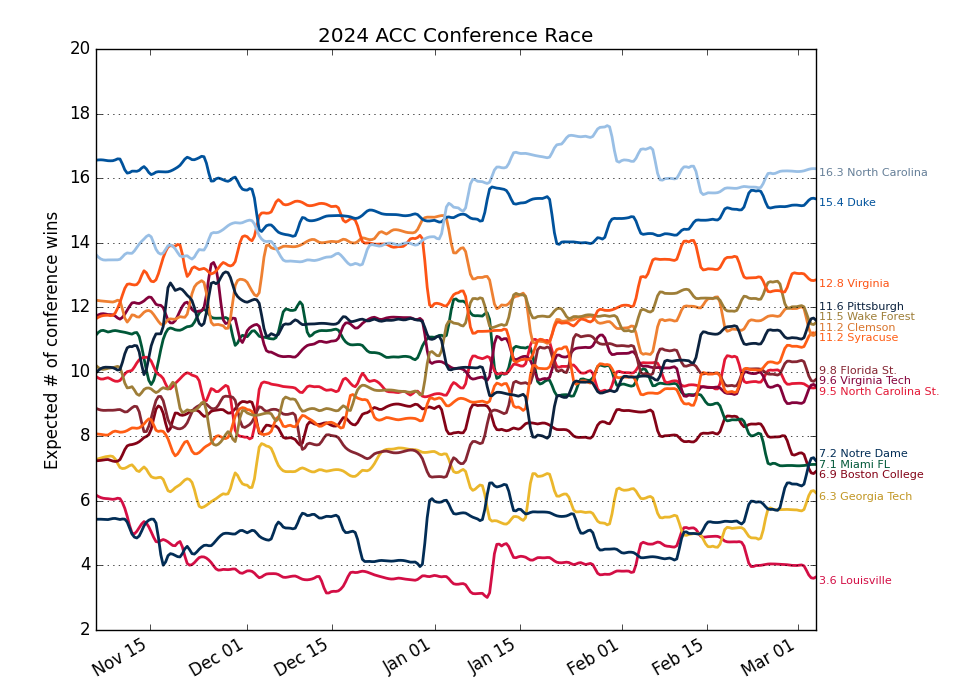 2024 ACC Conference Race
Expected # of conference wins
20
18
16
14
12
10
8
6
4
2
Nov 15
Dec 01
Dec 15
Jan 01
Jan 15
Feb 01
Feb 15
Mar 01
16.3 North Carolina
15.4 Duke
12.8 Virginia
11.6 Pittsburgh
11.5 Wake Forest
11.2 Clemson
11.2 Syracuse
9.8 Florida St.
9.6 Virginia Tech
9.5 North Carolina St.
7.2 Notre Dame
7.1 Miami FL
6.9 Boston College
6.3 Georgia Tech
3.6 Louisville